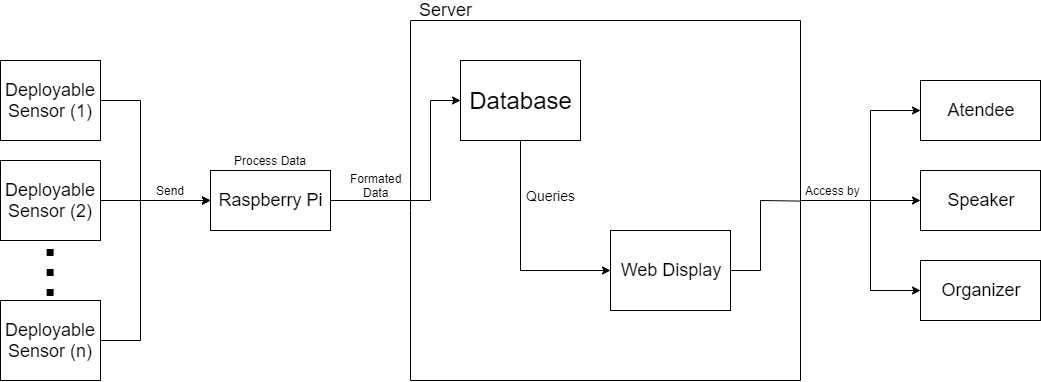 Server
Deployable
Sensor (1)
Deployable
Sensor (2)
Deployable
Sensor (n)
Send
Process Data
Raspberry Pi
Formated
Data
Database
Queries
Web Display
Access by
Atendee
Speaker
Organizer